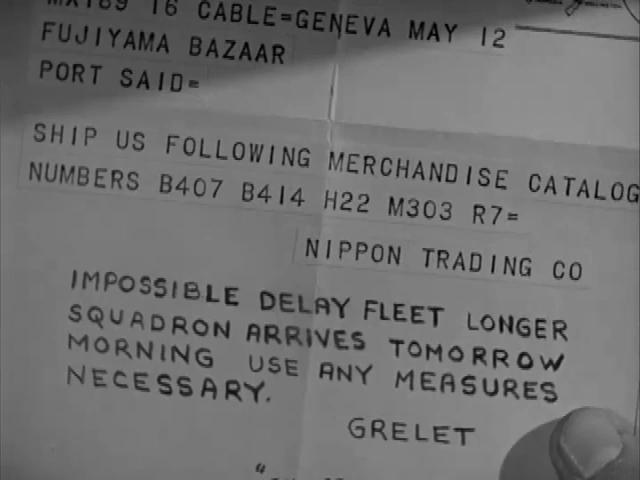 MX189 16 CABLE=GENEVA MAY 12
FUJIYAMA BAZAAR
PORT SAID=
SHIP US FOLLOWING MERCHANDISE CATALOG
NUMBERS B407 B414 H22 M303 R7=
NIPPON TRADING CO
IMPOSSIBLE DELAY FLEET LONGER
SQUADRON ARRIVES TOMORROW
MORNING USE ANY MEASURES
NECESSARY.
GRELET